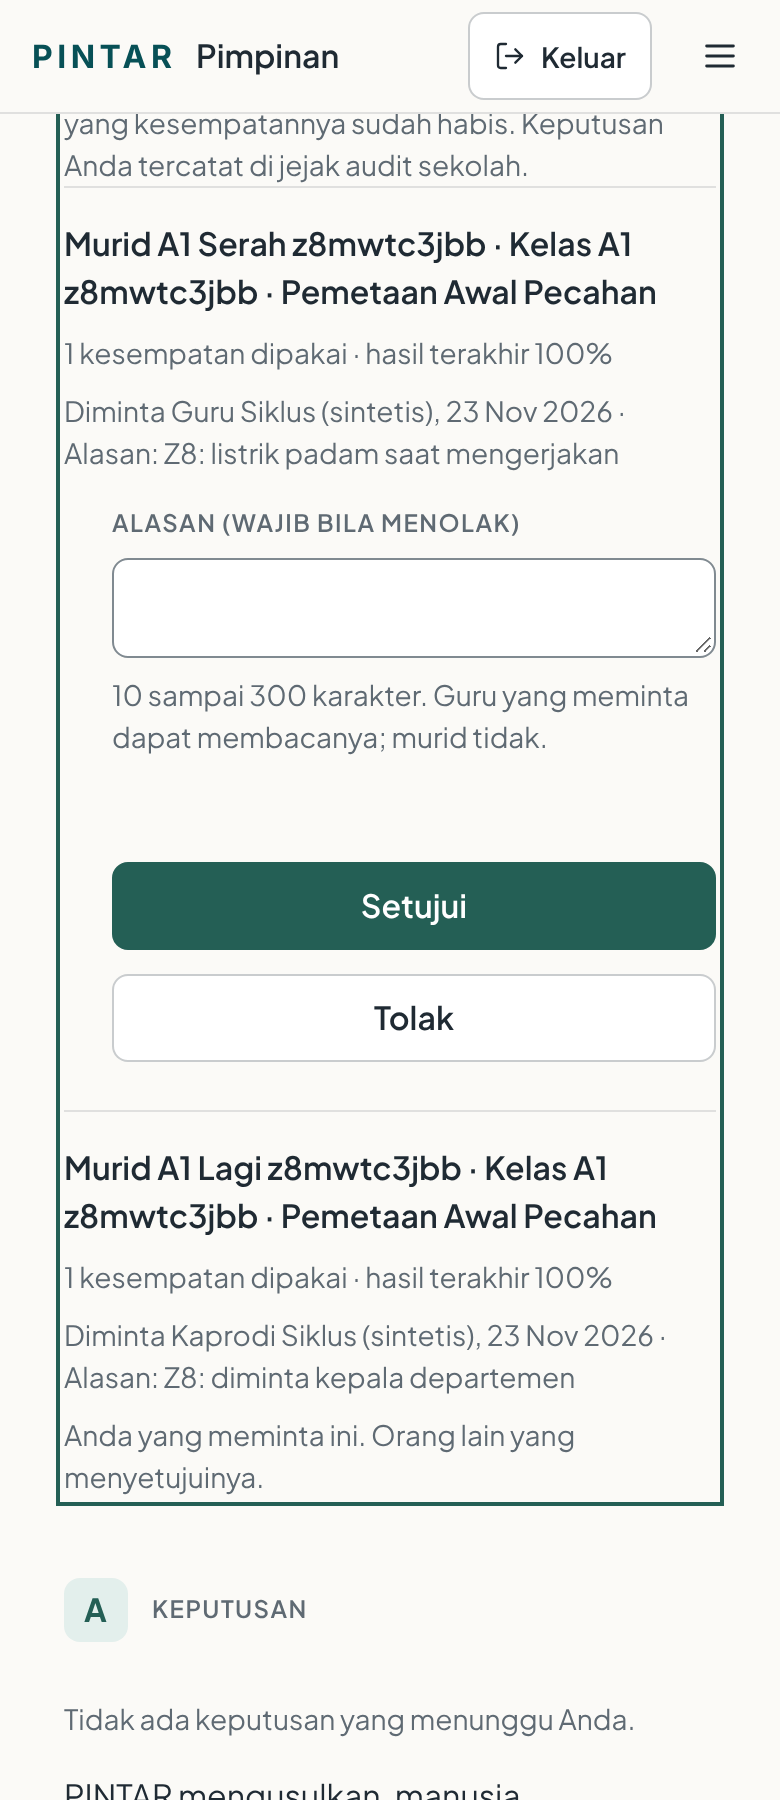 PINTAR Pimpinan Keluar
yang kesempatannya sudah habis. Keputusan
Anda tercatat di jejak audit sekolah.
Murid A1 Serah z8mwtc3jbb · Kelas A1
z8mwtc3jbb · Pemetaan Awal Pecahan
1 kesempatan dipakai · hasil terakhir 100%
Diminta Guru Siklus (sintetis), 23 Nov 2026 ·
Alasan: Z8: listrik padam saat mengerjakan
ALASAN (WAJIB BILA MENOLAK)
10 sampai 300 karakter. Guru yang meminta
dapat membacanya; murid tidak.
Setujui
Tolak
Murid A1 Lagi z8mwtc3jbb · Kelas A1
z8mwtc3jbb · Pemetaan Awal Pecahan
1 kesempatan dipakai · hasil terakhir 100%
Diminta Kaprodi Siklus (sintetis), 23 Nov 2026 ·
Alasan: Z8: diminta kepala departemen
Anda yang meminta ini. Orang lain yang
menyetujuinya.
A KEPUTUSAN
Tidak ada keputusan yang menunggu Anda.
PINTAR mengusulkan, manusia